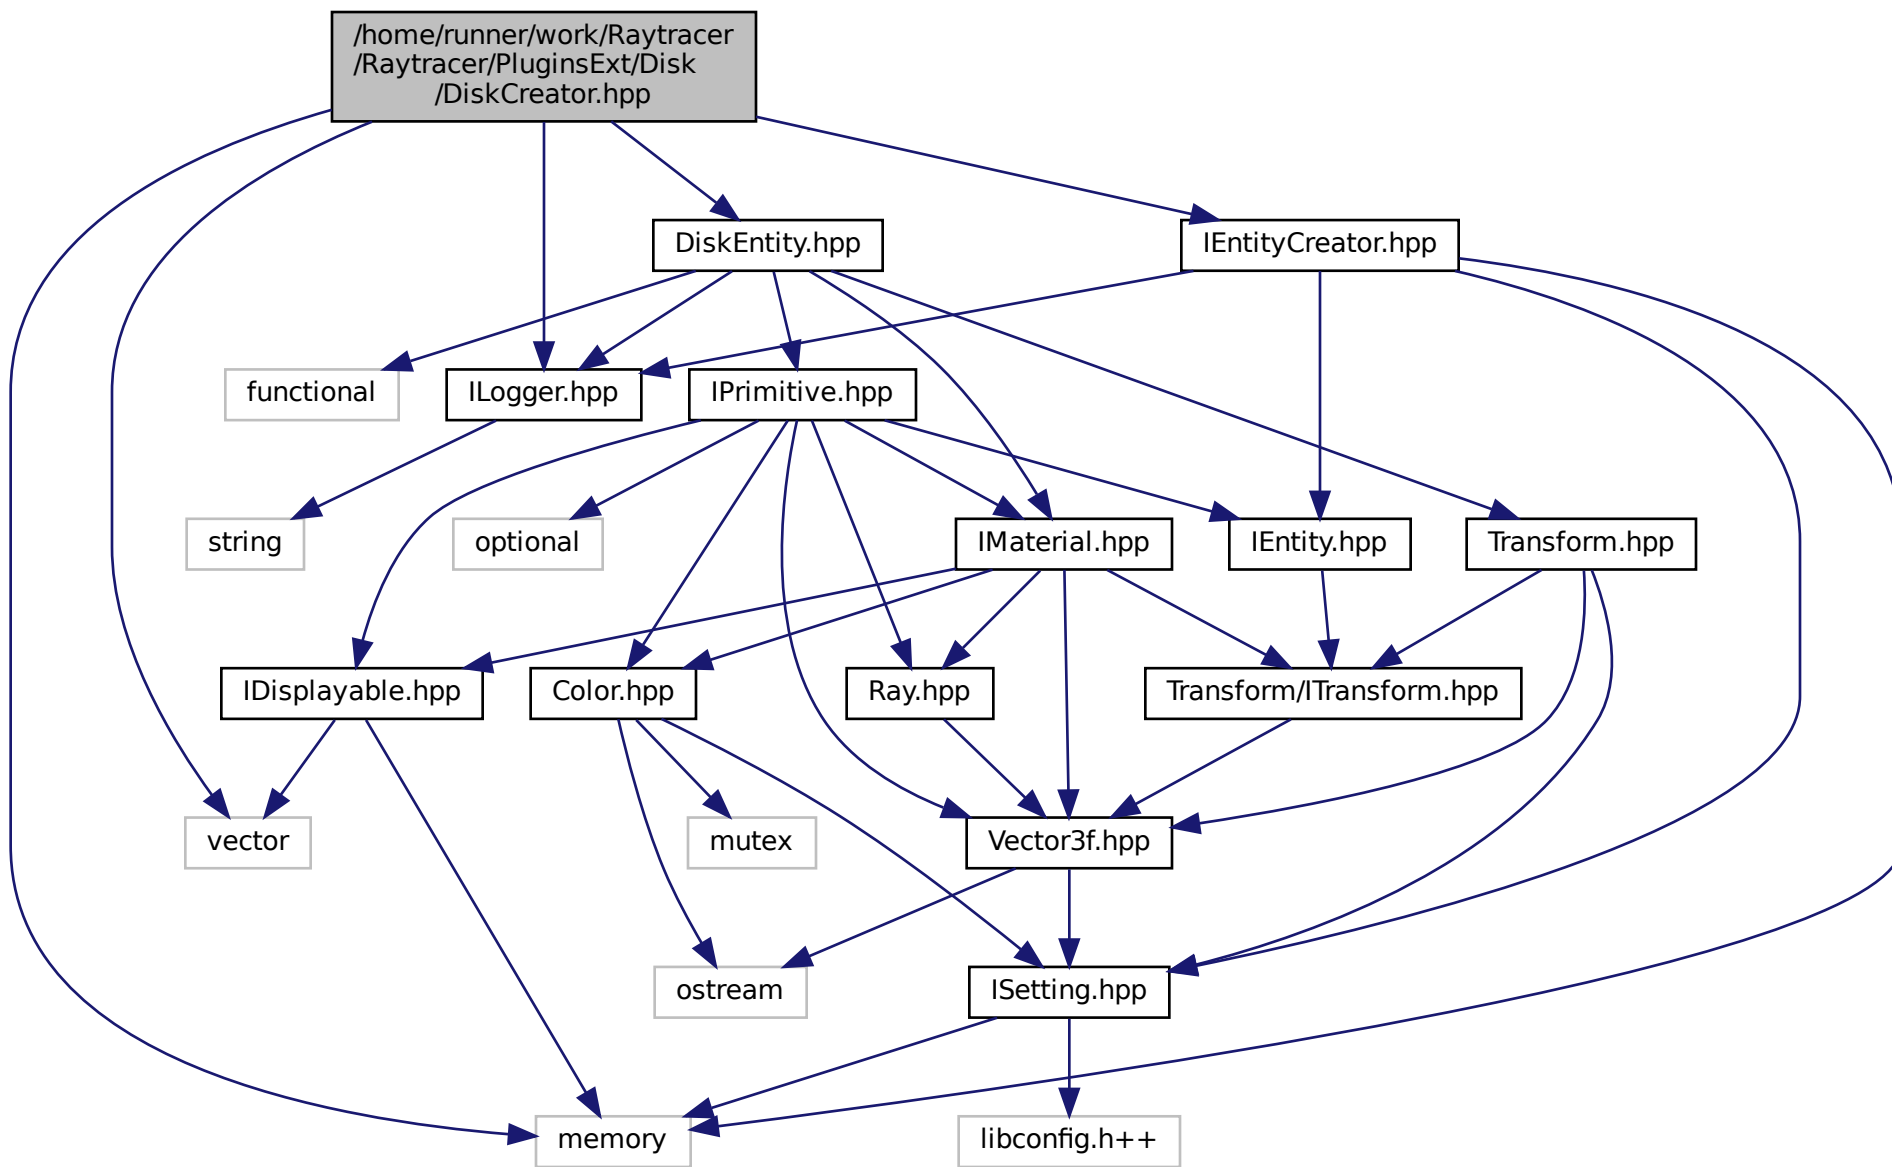 /home/runner/work/Raytracer
/Raytracer/PluginsExt/Disk
/DiskCreator.hpp
DiskEntity.hpp
IEntityCreator.hpp
functional
ILogger.hpp
IPrimitive.hpp
string
optional
IMaterial.hpp
IEntity.hpp
Transform.hpp
IDisplayable.hpp
Color.hpp
Ray.hpp
Transform/ITransform.hpp
vector
mutex
Vector3f.hpp
ostream
ISetting.hpp
memory
libconfig.h++